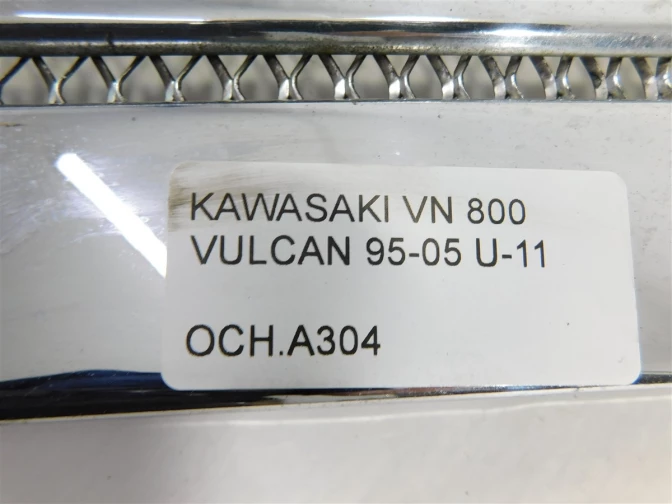 KAWASAKI VN 800
VULCAN 95-05 U-11
OCH.A304